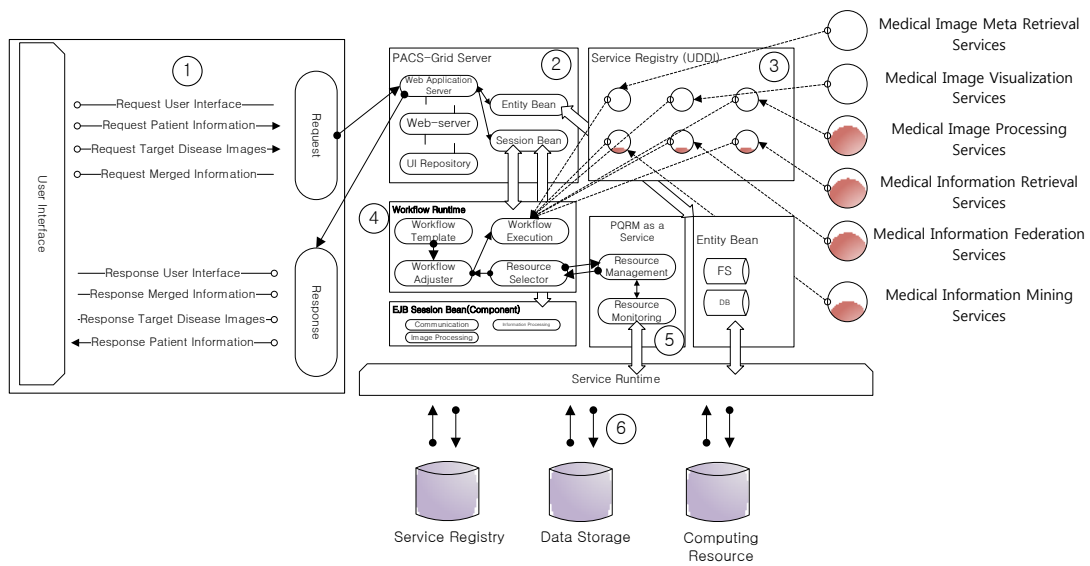 1
User Interface
Request User Interface
Request Patient Information
Request Target Disease Images
Request Merged Information
Request
Response User Interface
Response Merged Information
Response Target Disease Images
Response Patient Information
Response
PACS-Grid Server
2
Web Application
Server
Entity Bean
Web-server
Session Bean
UI Repository
Service Registry (UDDI)
3
Medical Image Meta Retrieval
Services
Medical Image Visualization
Services
Medical Image Processing
Services
Medical Information Retrieval
Services
Medical Information Federation
Services
Medical Information Mining
Services
4
Workflow Runtime
Workflow
Template
Workflow
Execution
Workflow
Adjuster
Resource
Selector
EJB Session Bean(Component)
Communication
Information Processing
Image Processing
PQRM as a
Service
Resource
Management
Resource
Monitoring
5
Entity Bean
FS
DB
Service Runtime
6
Service Registry
Data Storage
Computing
Resource